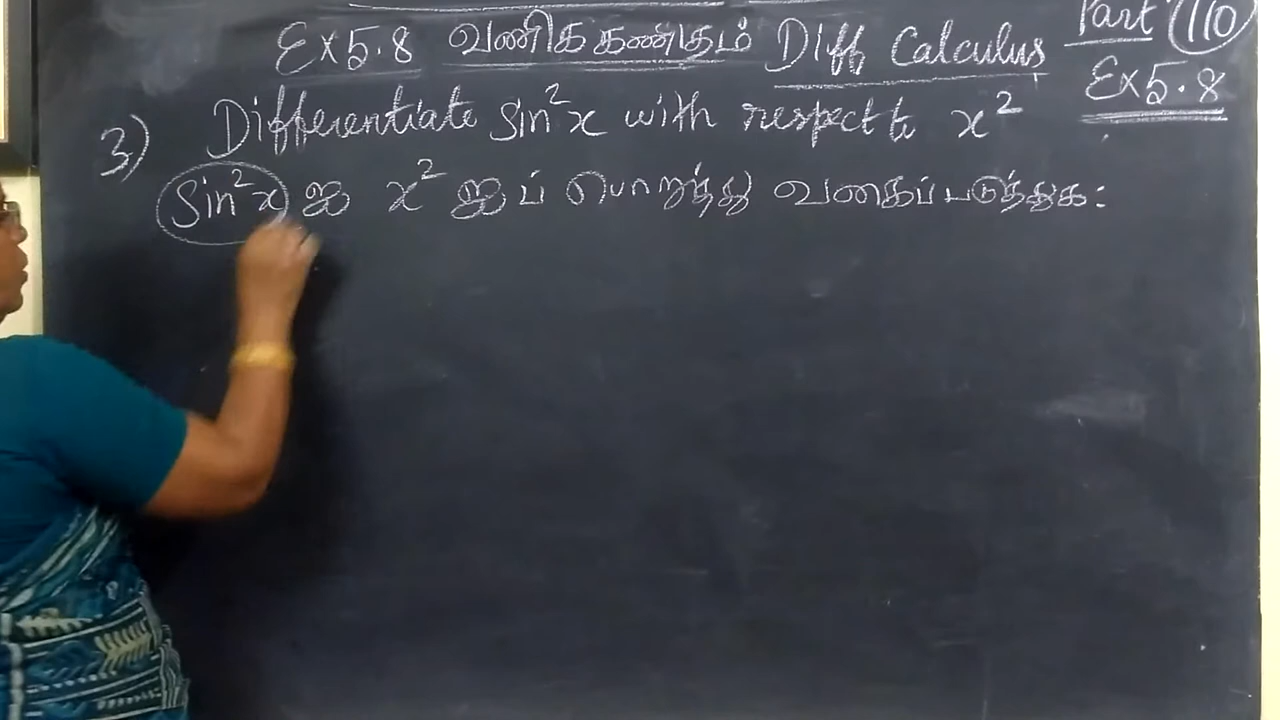 Ex 5.8 வணிக கணிதம் Diff Calculus Part 110
Ex 5.8
3) Differentiate Sin²x with respect to x²
Sin²x ஐ x² ஐப் பொறுத்து வகைப்படுத்துக: